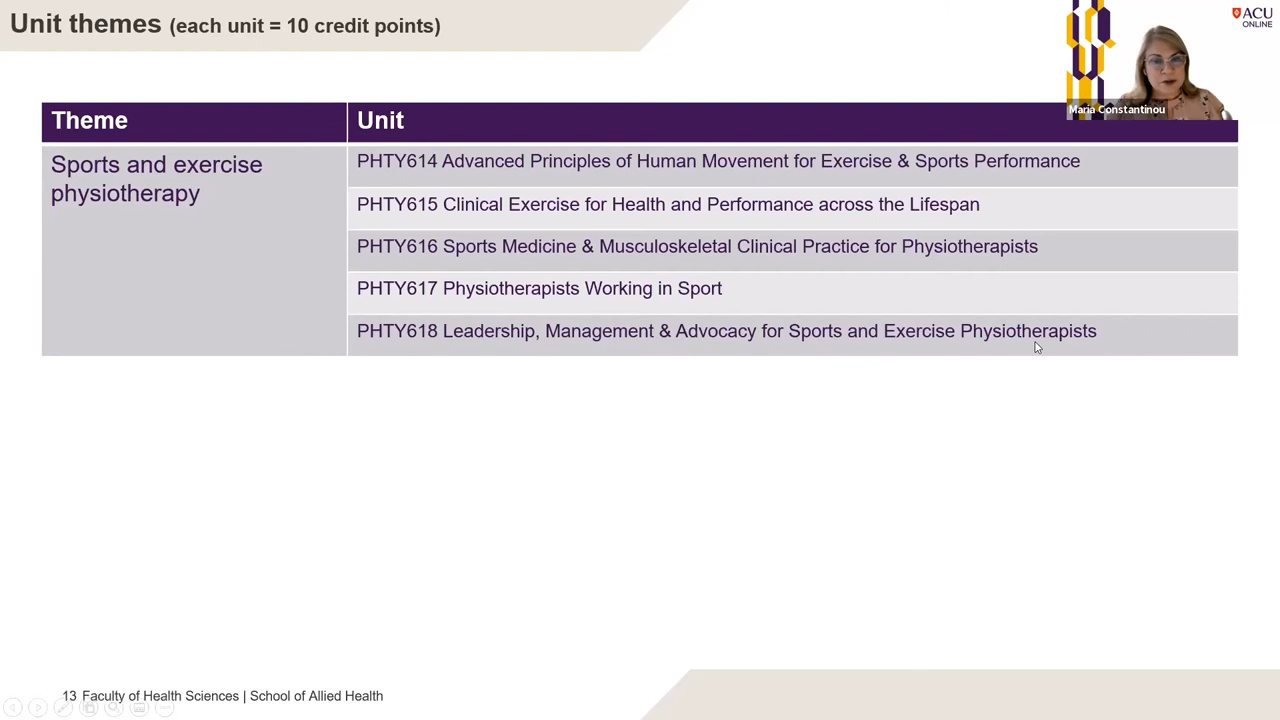 Unit themes (each unit = 10 credit points)
ACU
ONLINE
Maria Constantinou
Theme
Unit
Sports and exercise
physiotherapy
PHTY614 Advanced Principles of Human Movement for Exercise & Sports Performance
PHTY615 Clinical Exercise for Health and Performance across the Lifespan
PHTY616 Sports Medicine & Musculoskeletal Clinical Practice for Physiotherapists
PHTY617 Physiotherapists Working in Sport
PHTY618 Leadership, Management & Advocacy for Sports and Exercise Physiotherapists
13 Faculty of Health Sciences | School of Allied Health